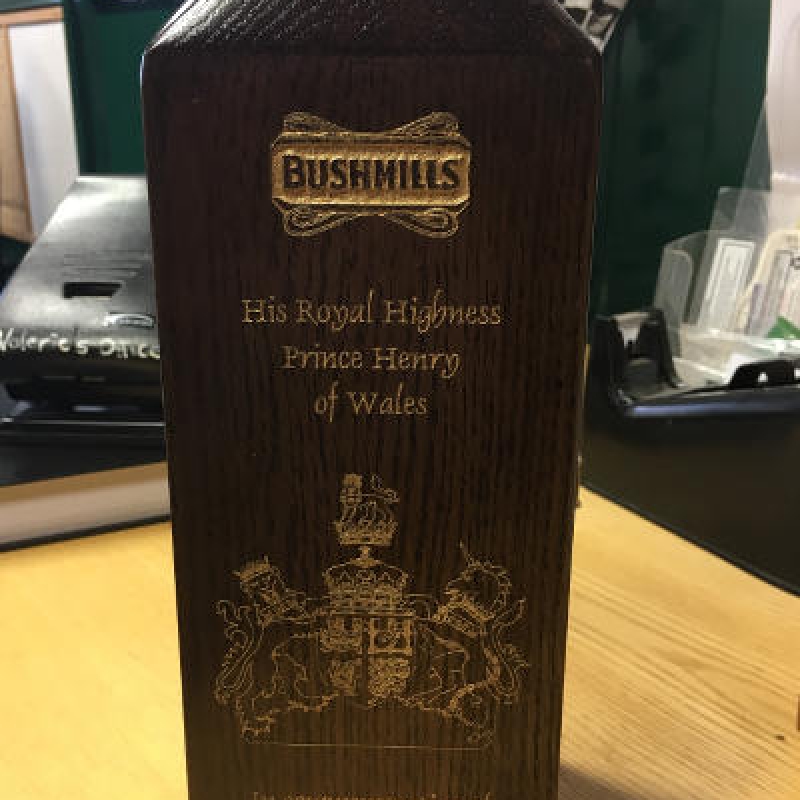 BUSHMILLS
His Royal Highness
Prince Henry
of Wales
Valerie's Office